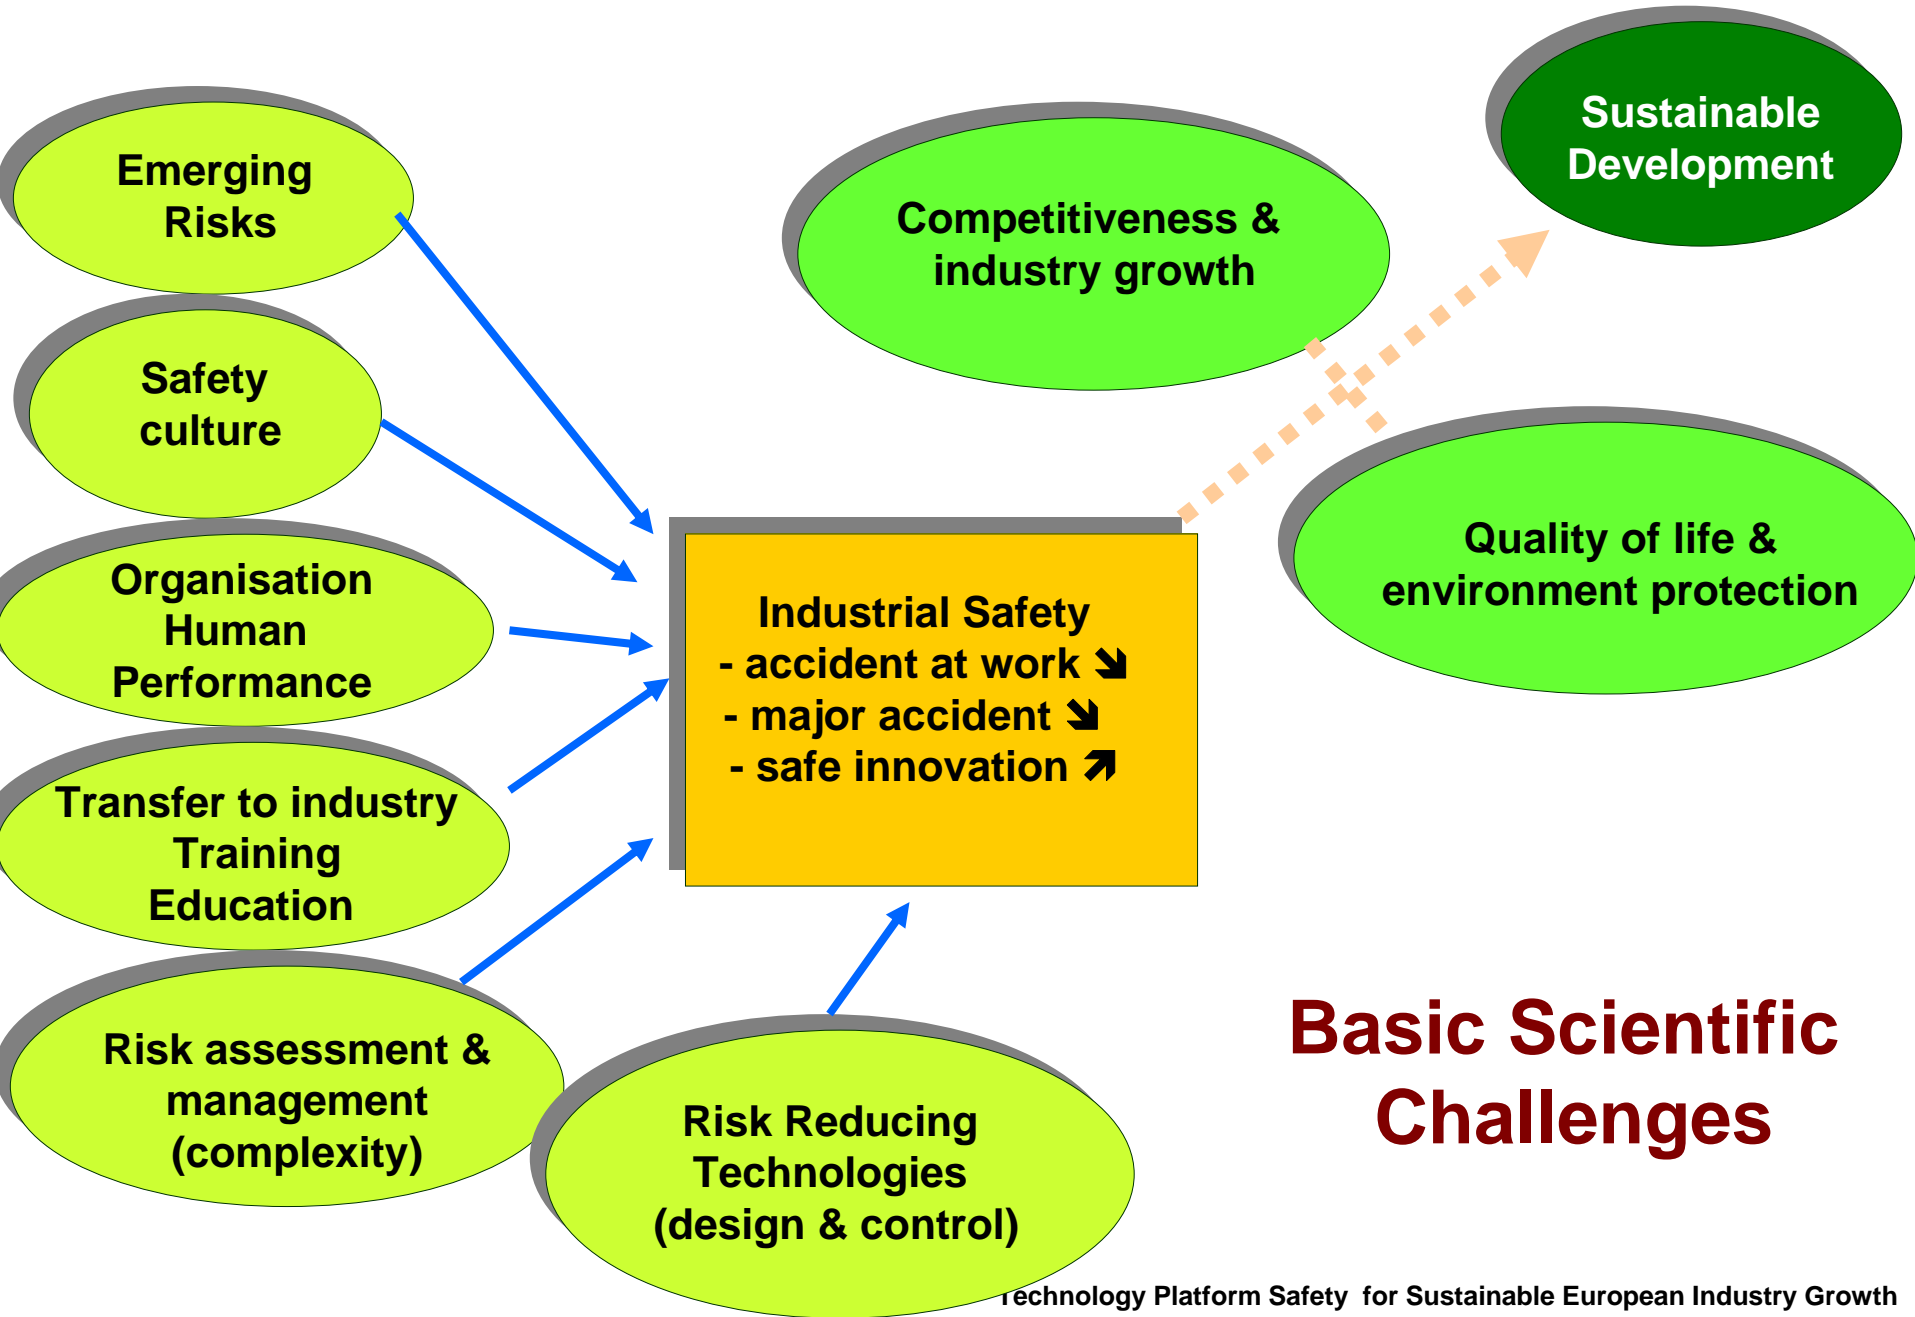 Emerging
Risks
Safety
culture
Organisation
Human
Performance
Transfer to industry
Training
Education
Risk assessment &
management
(complexity)
Risk Reducing
Technologies
(design & control)
Industrial Safety
- accident at work ⬊
- major accident ⬊
- safe innovation ⬈
Competitiveness &
industry growth
Sustainable
Development
Quality of life &
environment protection
Basic Scientific
Challenges
Technology Platform Safety for Sustainable European Industry Growth